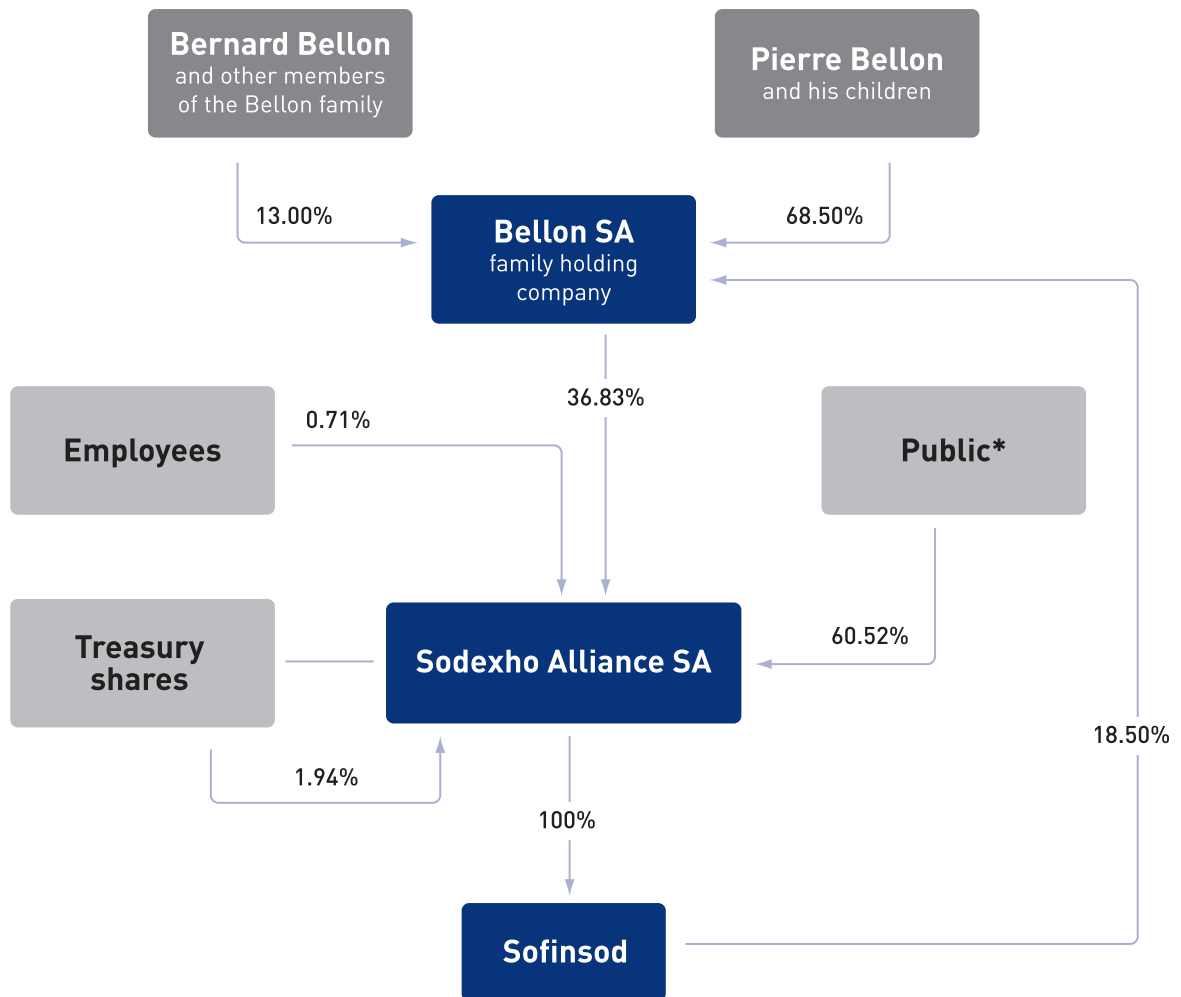 Bernard Bellon
and other members
of the Bellon family
Pierre Bellon
and his children
13.00%
68.50%
Bellon SA
family holding
company
36.83%
0.71%
Employees
Public*
Treasury
shares
Sodexho Alliance SA
60.52%
18.50%
1.94%
100%
Sofinsod